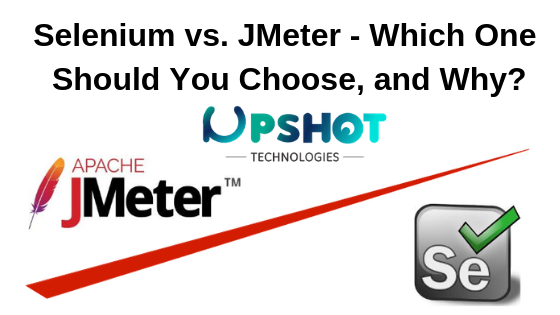 Selenium vs. JMeter - Which One
Should You Choose, and Why?
UPSHOT
TECHNOLOGIES
APACHE
JMeter™
Se